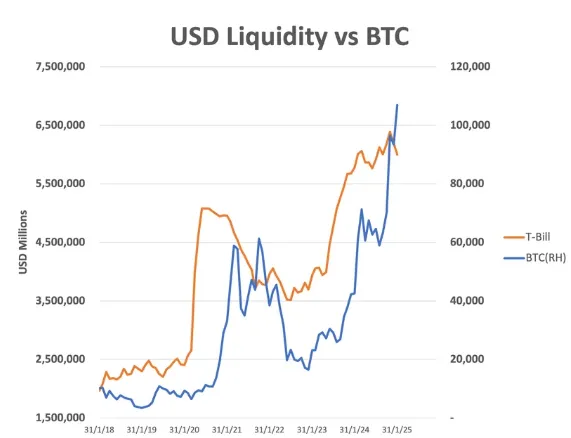 USD Liquidity vs BTC
7,500,000
6,500,000
5,500,000
4,500,000
3,500,000
2,500,000
1,500,000
USD Millions
120,000
100,000
80,000
60,000
40,000
20,000
-
T-Bill
BTC(RH)
31/1/18 31/1/19 31/1/20 31/1/21 31/1/22 31/1/23 31/1/24 31/1/25